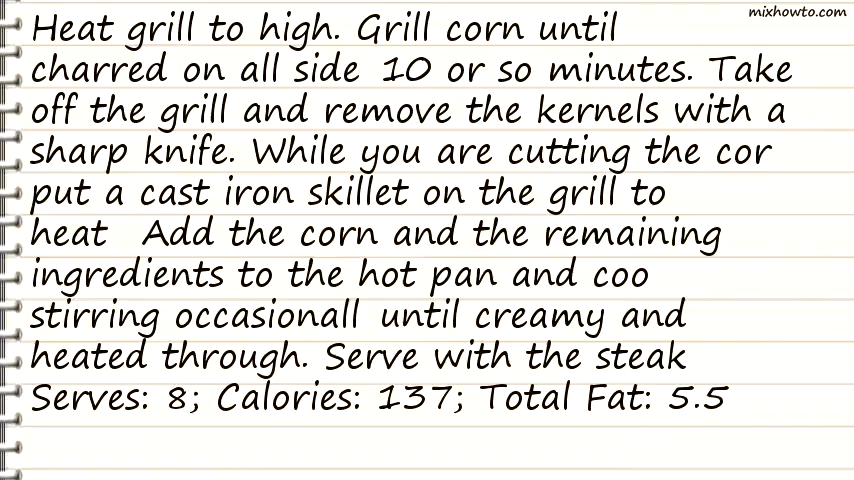 mixhowto.com
Heat grill to high. Grill corn until
charred on all side 10 or so minutes. Take
off the grill and remove the kernels with a
sharp knife. While you are cutting the cor
put a cast iron skillet on the grill to
heat Add the corn and the remaining
ingredients to the hot pan and coo
stirring occasionall until creamy and
heated through. Serve with the steak
Serves: 8; Calories: 137; Total Fat: 5.5